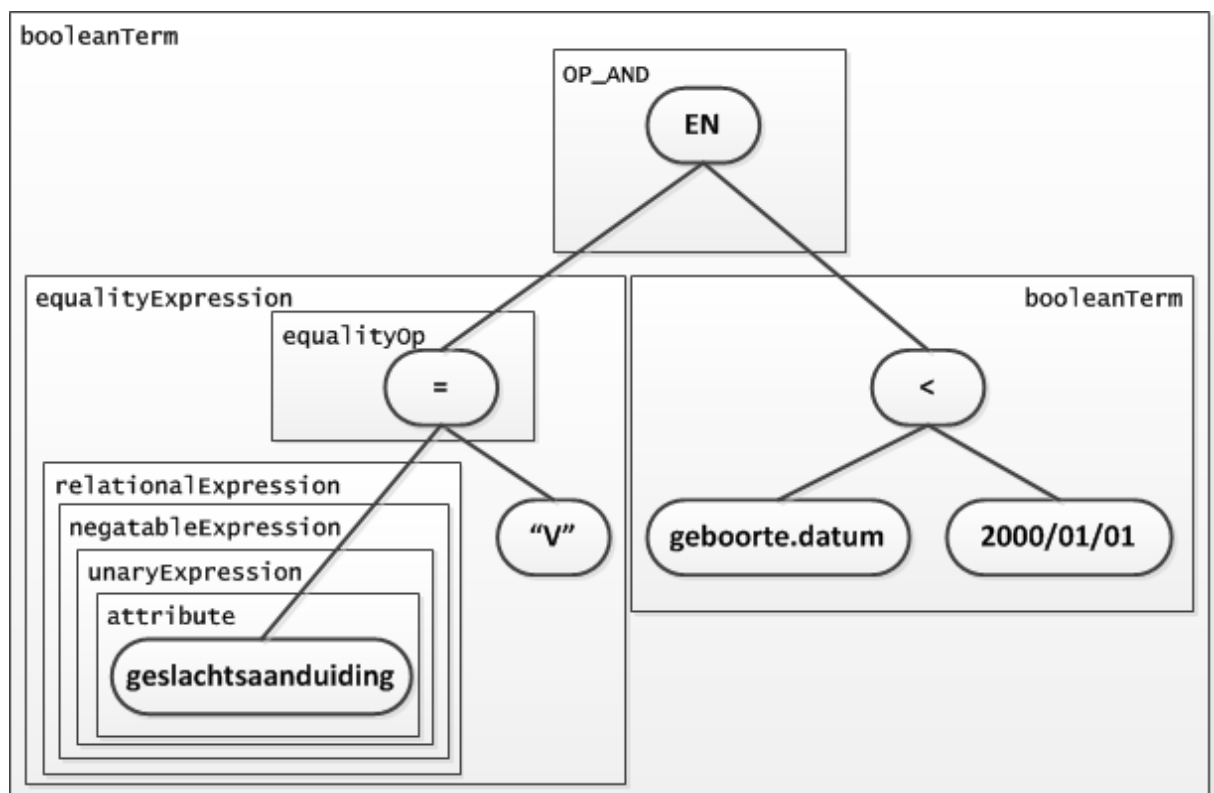 booleanTerm
OP_AND
EN
equalityExpression
booleanTerm
equalityOp
=
<
relationalExpression
negatableExpression
“V”
geboorte.datum
2000/01/01
unaryExpression
attribute
geslachtsaanduiding